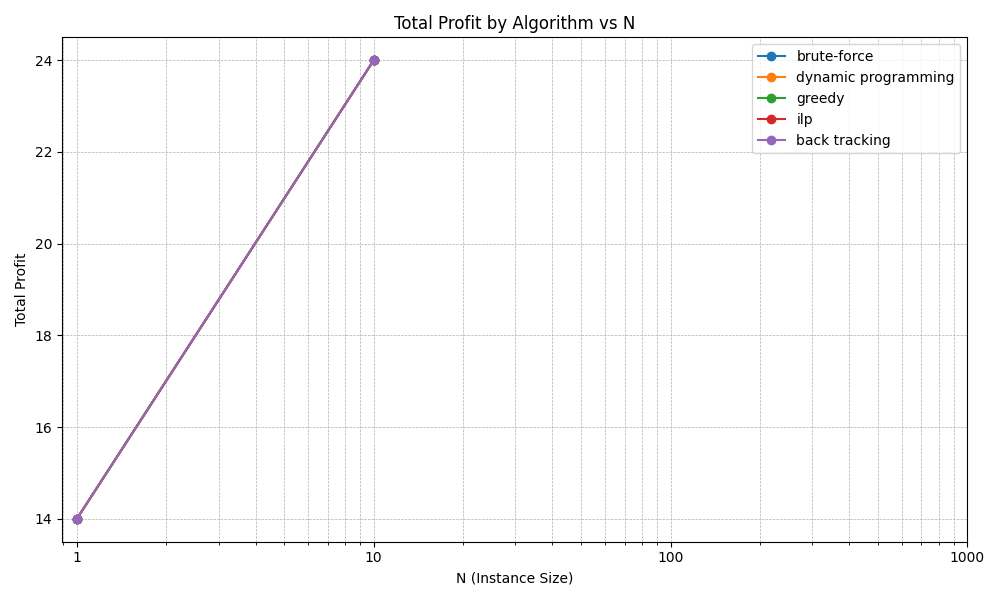 Total Profit by Algorithm vs N
brute-force
dynamic programming
greedy
ilp
back tracking
Total Profit
24
22
20
18
16
14
1
10
100
1000
N (Instance Size)